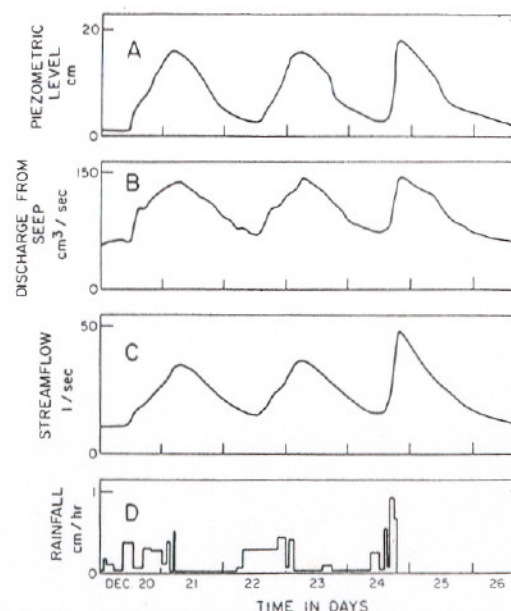 20
A
PIEZOMETRIC
LEVEL
cm
0
150
B
DISCHARGE FROM
SEEP
cm³ / sec
0
50
C
STREAMFLOW
l / sec
0
1
D
RAINFALL
cm / hr
0
DEC. 20 21 22 23 24 25 26
TIME IN DAYS